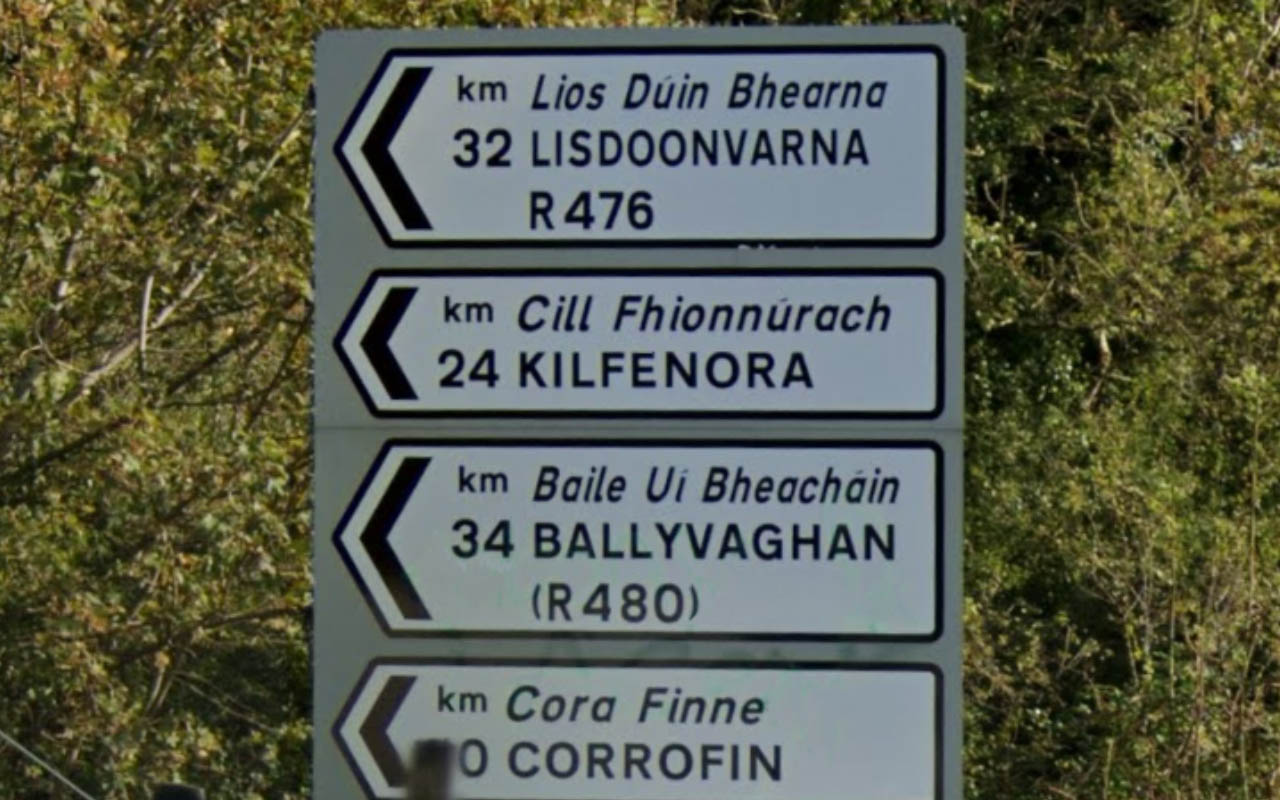 km Lios Dúin Bhearna
32 LISDOONVARNA
R476
km Cill Fhionnúrach
24 KILFENORA
km Baile Uí Bheacháin
34 BALLYVAGHAN
(R480)
km Cora Finne
CORROFIN